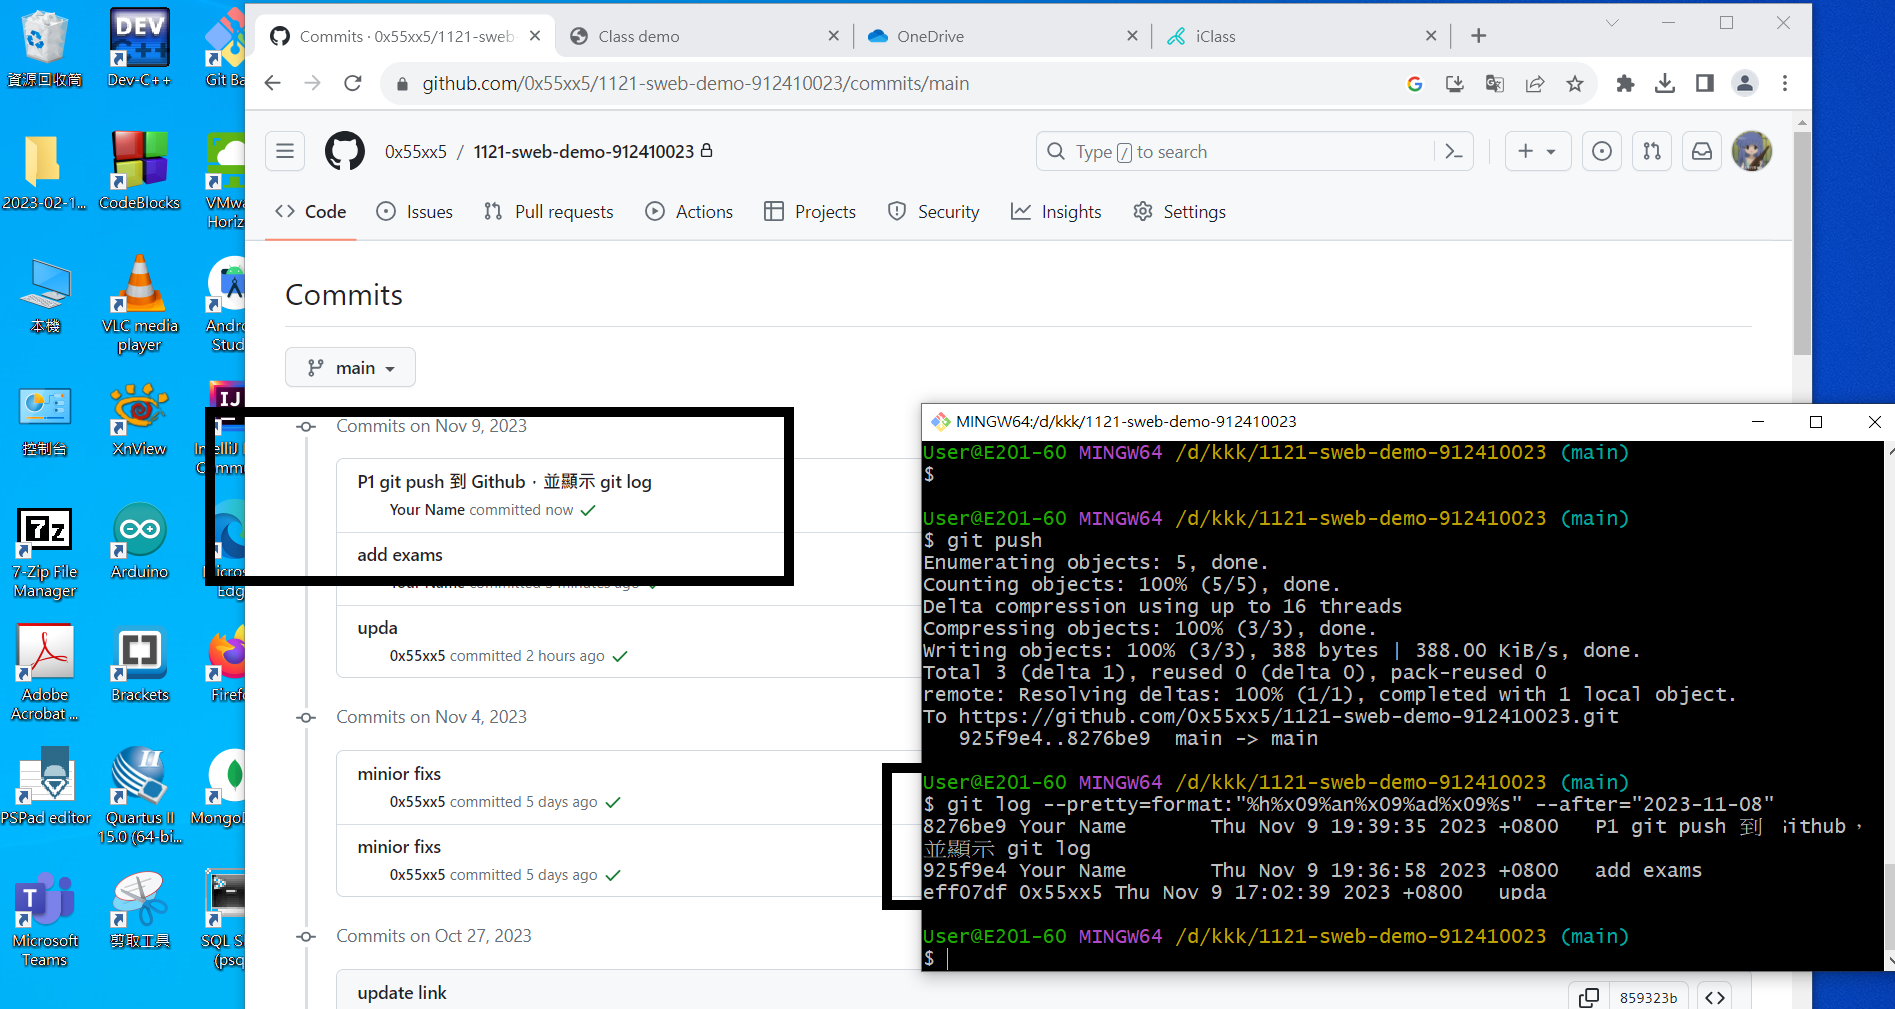 資源回收筒
Dev-C++
Git Ba
2023-02-1...
CodeBlocks
VMwa
Horiz
本機
VLC media
player
Andro
Stud
控制台
XnView
IntelliJ
Commu
7-Zip File
Manager
Arduino
Micros
Edg
Adobe
Acrobat ...
Brackets
Firef
PSPad editor
Quartus II
15.0 (64-bi...
MongoD
Microsoft
Teams
剪取工具
SQL S
(psq
DEV
IJ
7z
Commits · 0x55xx5/1121-sweb-
Class demo
OneDrive
iClass
github.com/0x55xx5/1121-sweb-demo-912410023/commits/main
0x55xx5 / 1121-sweb-demo-912410023
Type / to search
Code
Issues
Pull requests
Actions
Projects
Security
Insights
Settings
Commits
main
Commits on Nov 9, 2023
P1 git push 到 Github，並顯示 git log
Your Name committed now
add exams
upda
0x55xx5 committed 2 hours ago
Commits on Nov 4, 2023
minior fixs
0x55xx5 committed 5 days ago
minior fixs
0x55xx5 committed 5 days ago
Commits on Oct 27, 2023
update link
859323b
MINGW64:/d/kkk/1121-sweb-demo-912410023
User@E201-60 MINGW64 /d/kkk/1121-sweb-demo-912410023 (main)
$
User@E201-60 MINGW64 /d/kkk/1121-sweb-demo-912410023 (main)
$ git push
Enumerating objects: 5, done.
Counting objects: 100% (5/5), done.
Delta compression using up to 16 threads
Compressing objects: 100% (3/3), done.
Writing objects: 100% (3/3), 388 bytes | 388.00 KiB/s, done.
Total 3 (delta 1), reused 0 (delta 0), pack-reused 0
remote: Resolving deltas: 100% (1/1), completed with 1 local object.
To https://github.com/0x55xx5/1121-sweb-demo-912410023.git
925f9e4..8276be9 main -> main
User@E201-60 MINGW64 /d/kkk/1121-sweb-demo-912410023 (main)
$ git log --pretty=format:"%h%x09%an%x09%ad%x09%s" --after="2023-11-08"
8276be9 Your Name Thu Nov 9 19:39:35 2023 +0800 P1 git push 到 Github，
並顯示 git log
925f9e4 Your Name Thu Nov 9 19:36:58 2023 +0800 add exams
eff07df 0x55xx5 Thu Nov 9 17:02:39 2023 +0800 upda
User@E201-60 MINGW64 /d/kkk/1121-sweb-demo-912410023 (main)
$